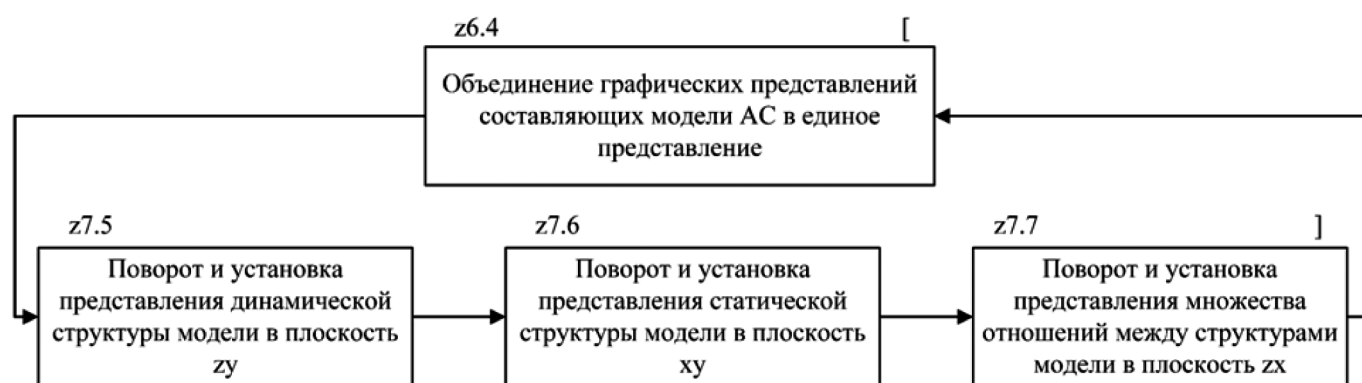 z6.4 [
Объединение графических представлений
составляющих модели АС в единое
представление
z7.5
Поворот и установка
представления динамической
структуры модели в плоскость
zy
z7.6
Поворот и установка
представления статической
структуры модели в плоскость
xy
z7.7 ]
Поворот и установка
представления множества
отношений между структурами
модели в плоскость zx